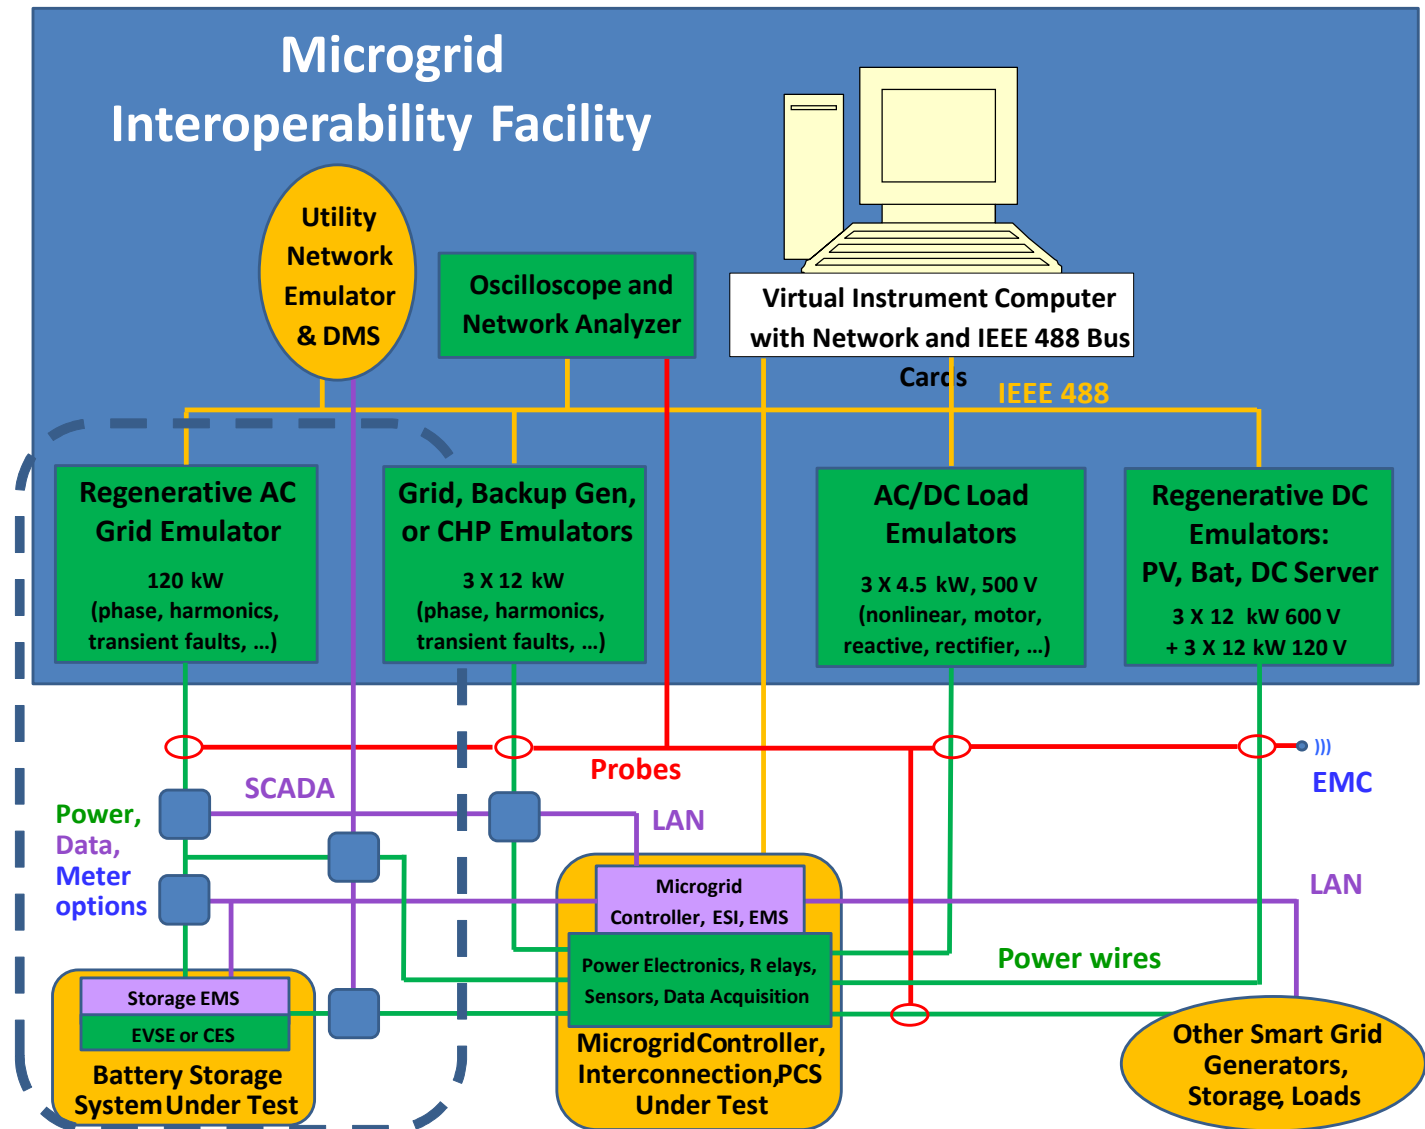 Microgrid
Interoperability Facility
Utility
Network
Emulator
& DMS
Oscilloscope and
Network Analyzer
Virtual Instrument Computer
with Network and IEEE 488 Bus
Cards
IEEE 488
Regenerative AC
Grid Emulator
120 kW
(phase, harmonics,
transient faults, ...)
Grid, Backup Gen,
or CHP Emulators
3 X 12 kW
(phase, harmonics,
transient faults, ...)
AC/DC Load
Emulators
3 X 4.5 kW, 500 V
(nonlinear, motor,
reactive, rectifier, ...)
Regenerative DC
Emulators:
PV, Bat, DC Server
3 X 12 kW 600 V
+ 3 X 12 kW 120 V
Probes
)))
EMC
SCADA
LAN
Power,
Data,
Meter
options
Microgrid
Controller, ESI, EMS
LAN
Power Electronics, R elays,
Sensors, Data Acquisition
Power wires
Storage EMS
EVSE or CES
Battery Storage
System Under Test
Microgrid Controller,
Interconnection, PCS
Under Test
Other Smart Grid
Generators,
Storage, Loads